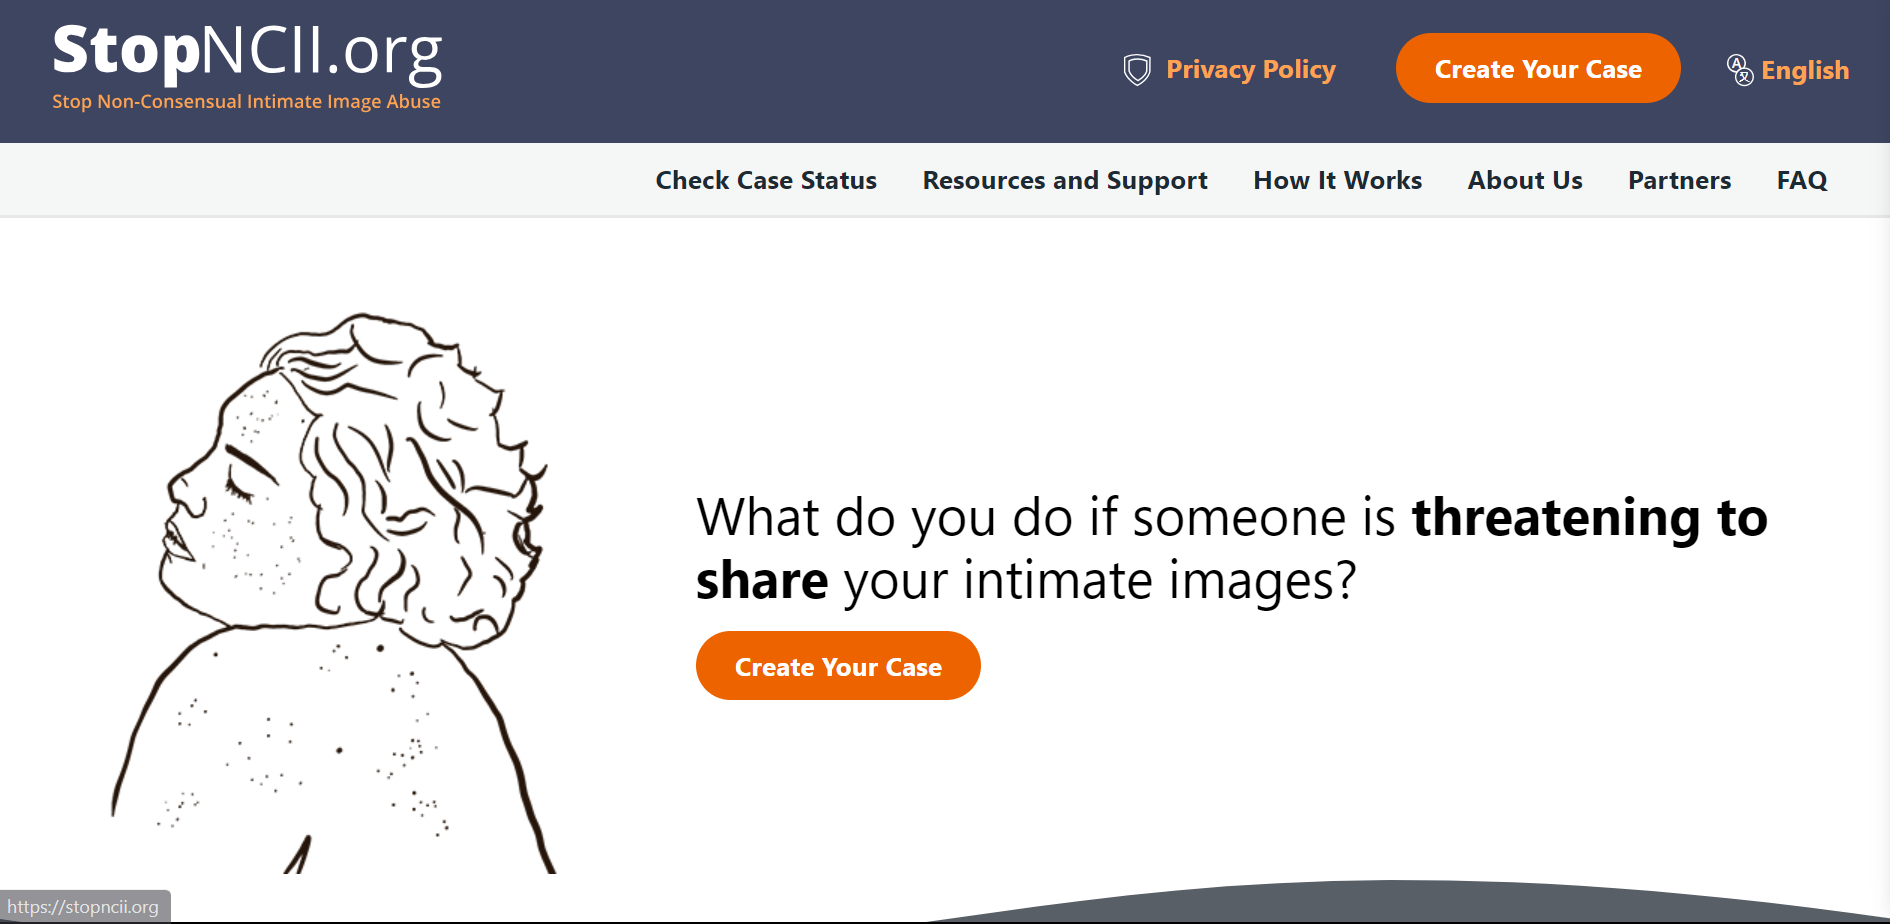 StopNCII.org
Stop Non-Consensual Intimate Image Abuse
Privacy Policy
Create Your Case
English
Check Case Status
Resources and Support
How It Works
About Us
Partners
FAQ
What do you do if someone is threatening to
share your intimate images?
Create Your Case
https://stopncii.org